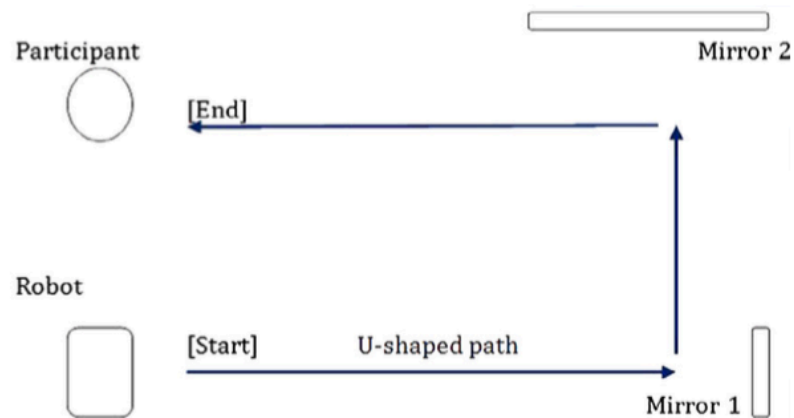 Participant
Mirror 2
[End]
Robot
[Start]
U-shaped path
Mirror 1